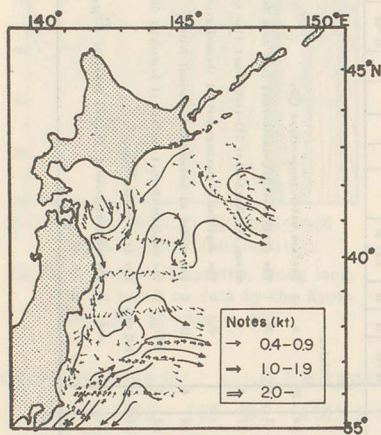 140° 145° 150°E
45°N
40°
Notes (kt)
→ 0.4-0.9
→ 1.0-1.9
⇒ 2.0-
35°